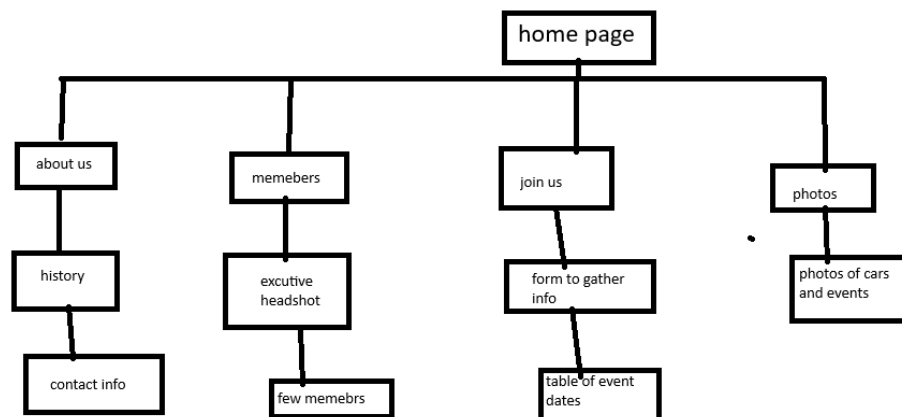 home page
about us
memebers
join us
photos
history
excutive
headshot
form to gather
info
photos of cars
and events
contact info
few memebrs
table of event
dates